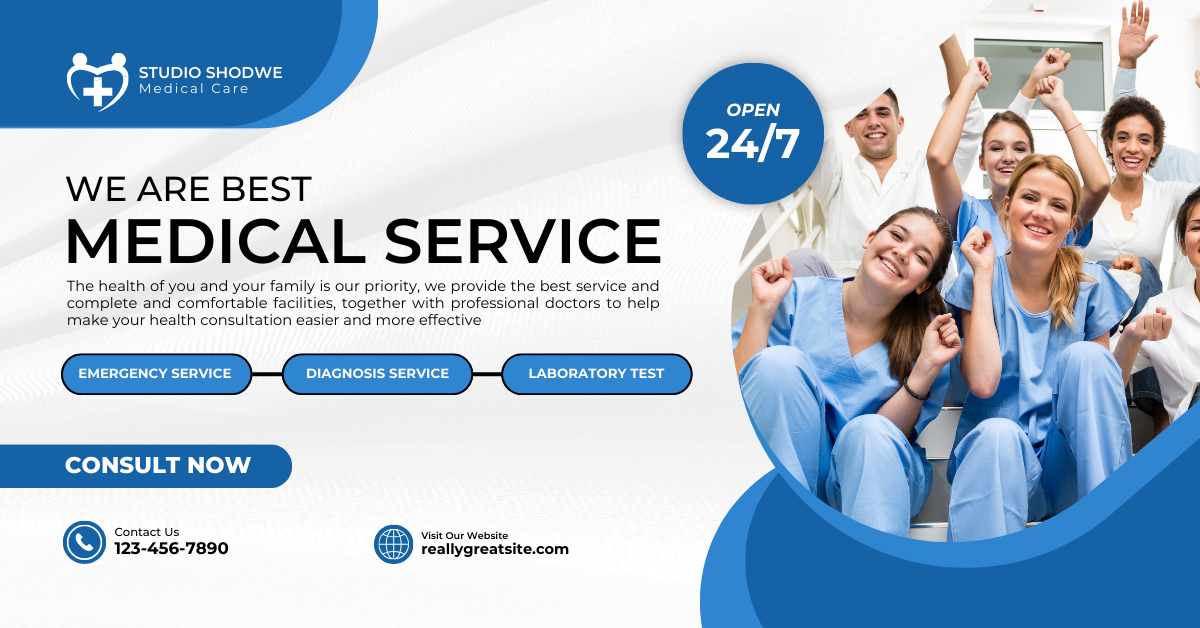 STUDIO SHODWE
Medical Care
OPEN
24/7
WE ARE BEST
MEDICAL SERVICE
The health of you and your family is our priority, we provide the best service and
complete and comfortable facilities, together with professional doctors to help
make your health consultation easier and more effective
EMERGENCY SERVICE
DIAGNOSIS SERVICE
LABORATORY TEST
CONSULT NOW
Contact Us
123-456-7890
Visit Our Website
reallygreatsite.com